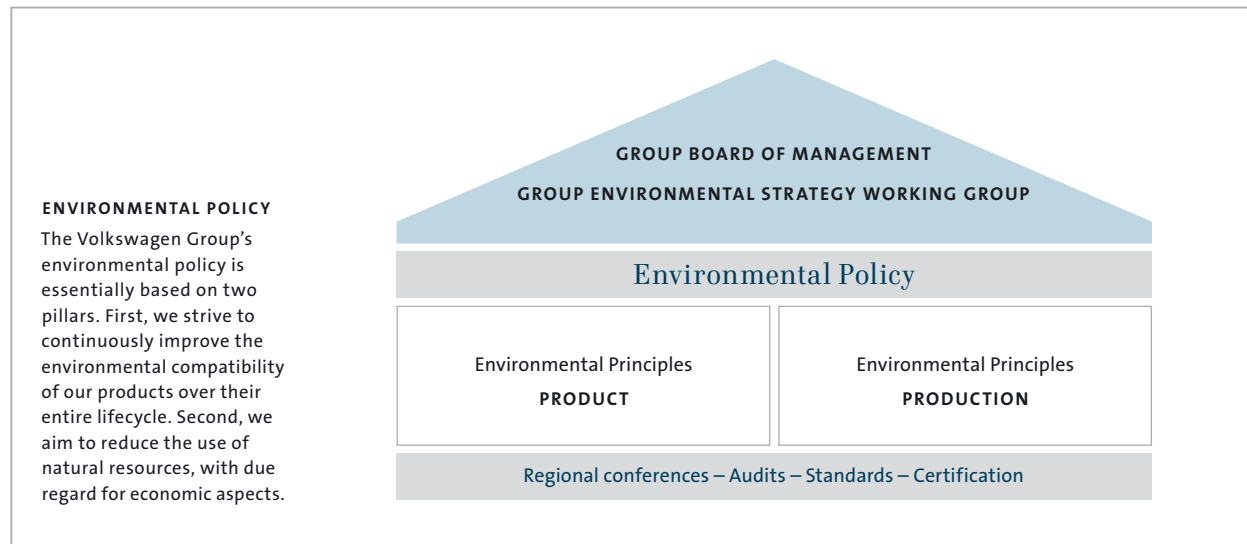 ENVIRONMENTAL POLICY
The Volkswagen Group’s
environmental policy is
essentially based on two
pillars. First, we strive to
continuously improve the
environmental compatibility
of our products over their
entire lifecycle. Second, we
aim to reduce the use of
natural resources, with due
regard for economic aspects.
GROUP BOARD OF MANAGEMENT
GROUP ENVIRONMENTAL STRATEGY WORKING GROUP
Environmental Policy
Environmental Principles
PRODUCT
Environmental Principles
PRODUCTION
Regional conferences – Audits – Standards – Certification